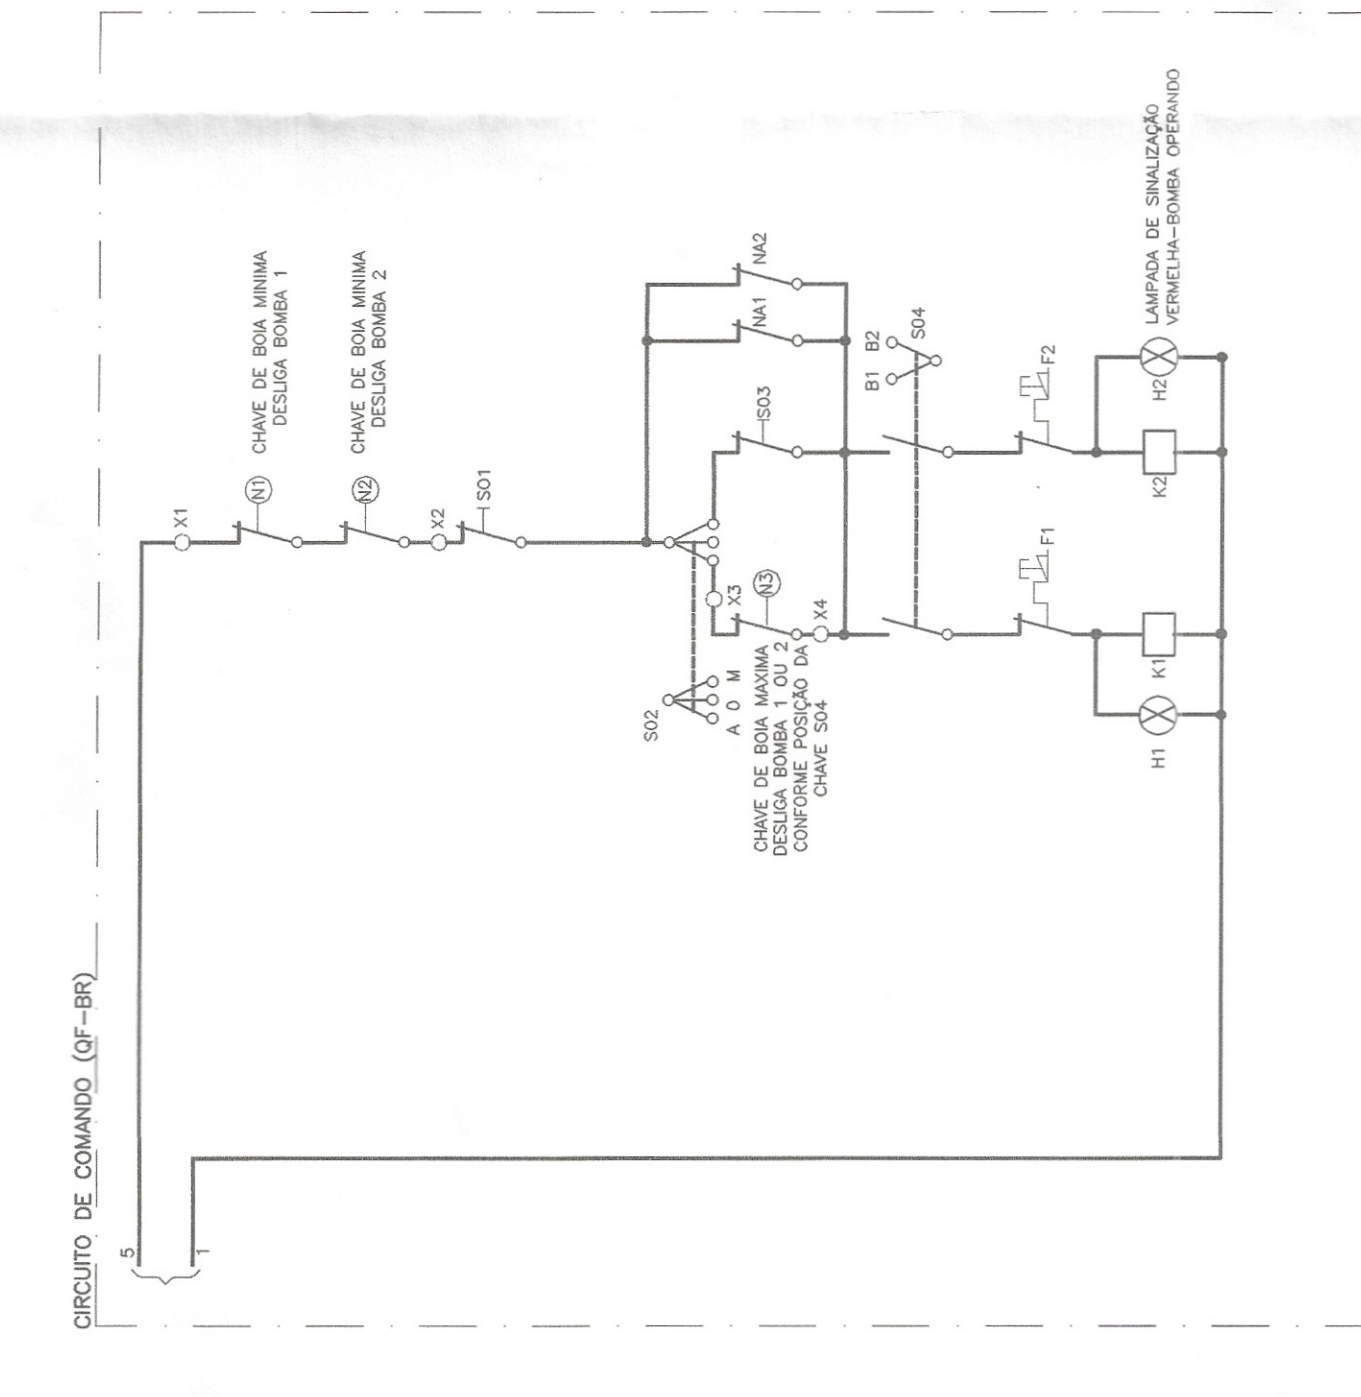 CIRCUITO DE COMANDO (QF-BR)
5
1
X1
N1
CHAVE DE BOIA MINIMA
DESLIGA BOMBA 1
N2
CHAVE DE BOIA MINIMA
DESLIGA BOMBA 2
X2
S01
S02
A O M
X3
N3
X4
CHAVE DE BOIA MAXIMA
DESLIGA BOMBA 1 OU 2
CONFORME POSIÇÃO DA
CHAVE S04
S03
NA1
NA2
B1
B2
S04
F1
F2
H1
K1
K2
H2
LAMPADA DE SINALIZAÇÃO
VERMELHA-BOMBA OPERANDO